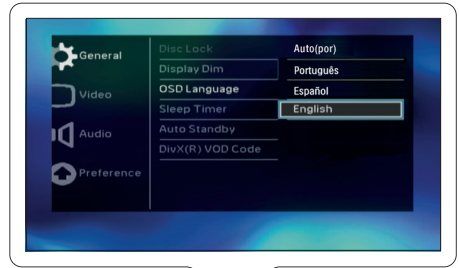 General
Video
Audio
Preference
Disc Lock
Display Dim
OSD Language
Sleep Timer
Auto Standby
DivX(R) VOD Code
Auto(por)
Português
Español
English